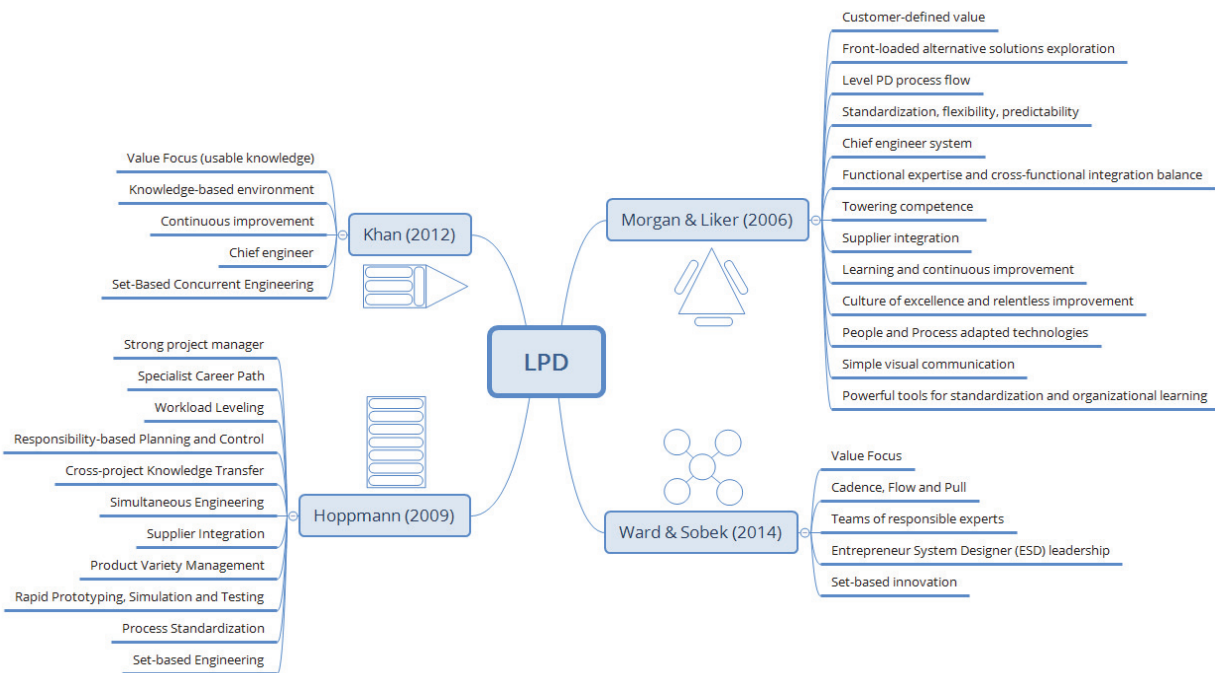 LPD
Khan (2012)
Value Focus (usable knowledge)
Knowledge-based environment
Continuous improvement
Chief engineer
Set-Based Concurrent Engineering
Hoppmann (2009)
Strong project manager
Specialist Career Path
Workload Leveling
Responsibility-based Planning and Control
Cross-project Knowledge Transfer
Simultaneous Engineering
Supplier Integration
Product Variety Management
Rapid Prototyping, Simulation and Testing
Process Standardization
Set-based Engineering
Morgan & Liker (2006)
Customer-defined value
Front-loaded alternative solutions exploration
Level PD process flow
Standardization, flexibility, predictability
Chief engineer system
Functional expertise and cross-functional integration balance
Towering competence
Supplier integration
Learning and continuous improvement
Culture of excellence and relentless improvement
People and Process adapted technologies
Simple visual communication
Powerful tools for standardization and organizational learning
Ward & Sobek (2014)
Value Focus
Cadence, Flow and Pull
Teams of responsible experts
Entrepreneur System Designer (ESD) leadership
Set-based innovation